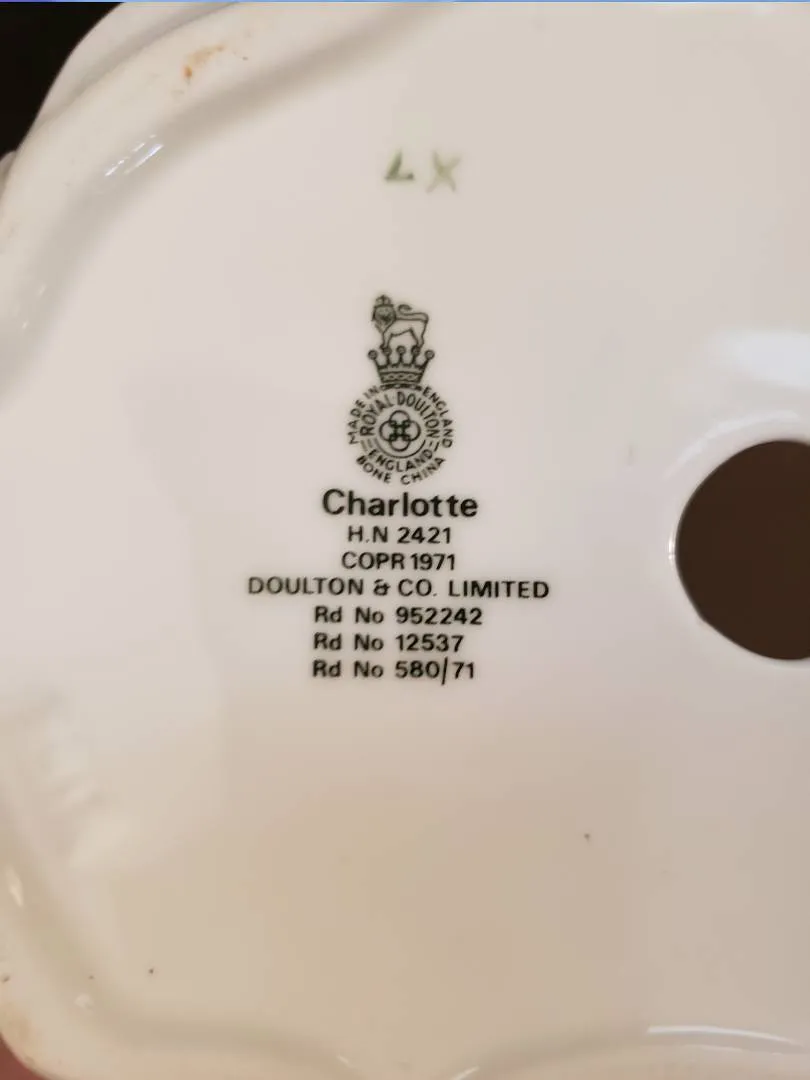 LX
MADE IN ENGLAND
ROYAL DOULTON
ENGLAND
BONE CHINA
Charlotte
H.N 2421
COPR 1971
DOULTON & CO. LIMITED
Rd No 952242
Rd No 12537
Rd No 580/71